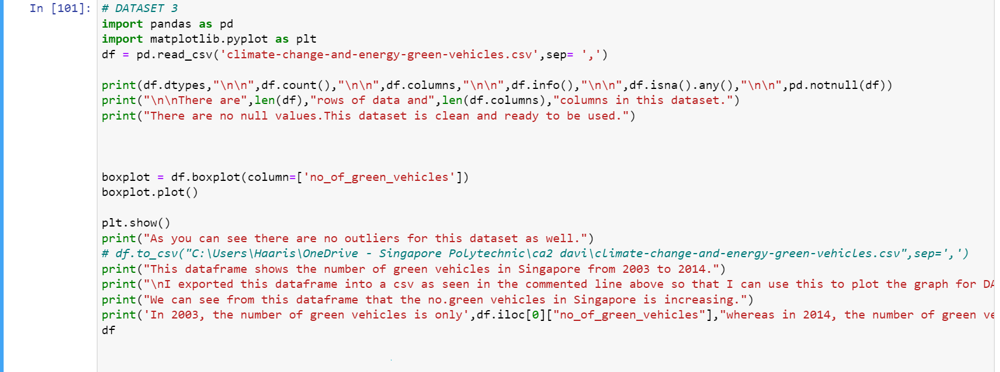 In [101]: # DATASET 3
import pandas as pd
import matplotlib.pyplot as plt
df = pd.read_csv('climate-change-and-energy-green-vehicles.csv',sep= ',')
print(df.dtypes,"\n\n",df.count(),"\n\n",df.columns,"\n\n",df.info(),"\n\n",df.isna().any(),"\n\n",pd.notnull(df))
print("\n\nThere are",len(df),"rows of data and",len(df.columns),"columns in this dataset.")
print("There are no null values.This dataset is clean and ready to be used.")
boxplot = df.boxplot(column=['no_of_green_vehicles'])
boxplot.plot()
plt.show()
print("As you can see there are no outliers for this dataset as well.")
# df.to_csv("C:\Users\Haaris\OneDrive - Singapore Polytechnic\ca2 davi\climate-change-and-energy-green-vehicles.csv",sep=',')
print("This dataframe shows the number of green vehicles in Singapore from 2003 to 2014.")
print("\nI exported this dataframe into a csv as seen in the commented line above so that I can use this to plot the graph for DA
print("We can see from this dataframe that the no.green vehicles in Singapore is increasing.")
print('In 2003, the number of green vehicles is only',df.iloc[0]["no_of_green_vehicles"],"whereas in 2014, the number of green ve
df